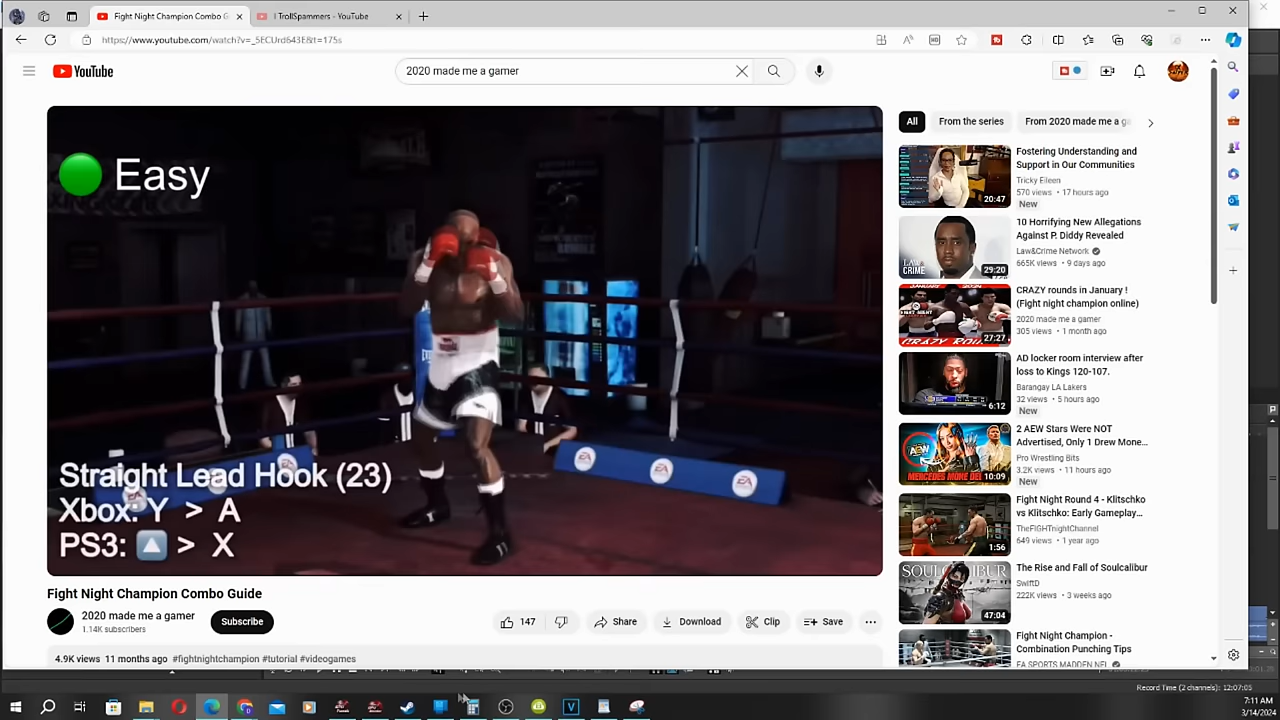 Fight Night Champion Combo G
I TrollSpammers - YouTube
https://www.youtube.com/watch?v=_5ECUrd643E&t=175s
YouTube
2020 made me a gamer
Easy
Straight Lead Hook (23)
Xbox: Y > A
PS3: 🔼 > X
Fight Night Champion Combo Guide
2020 made me a gamer
1.14K subscribers
Subscribe
147
Share
Download
Clip
Save
4.9K views 11 months ago #fightnightchampion #tutorial #videogames
All
From the series
From 2020 made me a ga
Fostering Understanding and
Support in Our Communities
Tricky Eileen
570 views • 17 hours ago
New
20:47
10 Horrifying New Allegations
Against P. Diddy Revealed
Law&Crime Network
665K views • 9 days ago
LAW&
CRIME
29:20
CRAZY rounds in January !
(Fight night champion online)
2020 made me a gamer
305 views • 1 month ago
27:27
AD locker room interview after
loss to Kings 120-107.
Barangay LA Lakers
32 views • 5 hours ago
New
6:12
2 AEW Stars Were NOT
Advertised, Only 1 Drew Mone...
Pro Wrestling Bits
3.2K views • 11 hours ago
New
10:09
Fight Night Round 4 - Klitschko
vs Klitschko: Early Gameplay...
TheFIGHTnightChannel
649 views • 1 year ago
1:56
The Rise and Fall of Soulcalibur
SwiftD
222K views • 3 weeks ago
47:04
Fight Night Champion -
Combination Punching Tips
EA SPORTS MADDEN NFL
Record Time (2 channels): 12:07:05
7:11 AM
3/14/2024